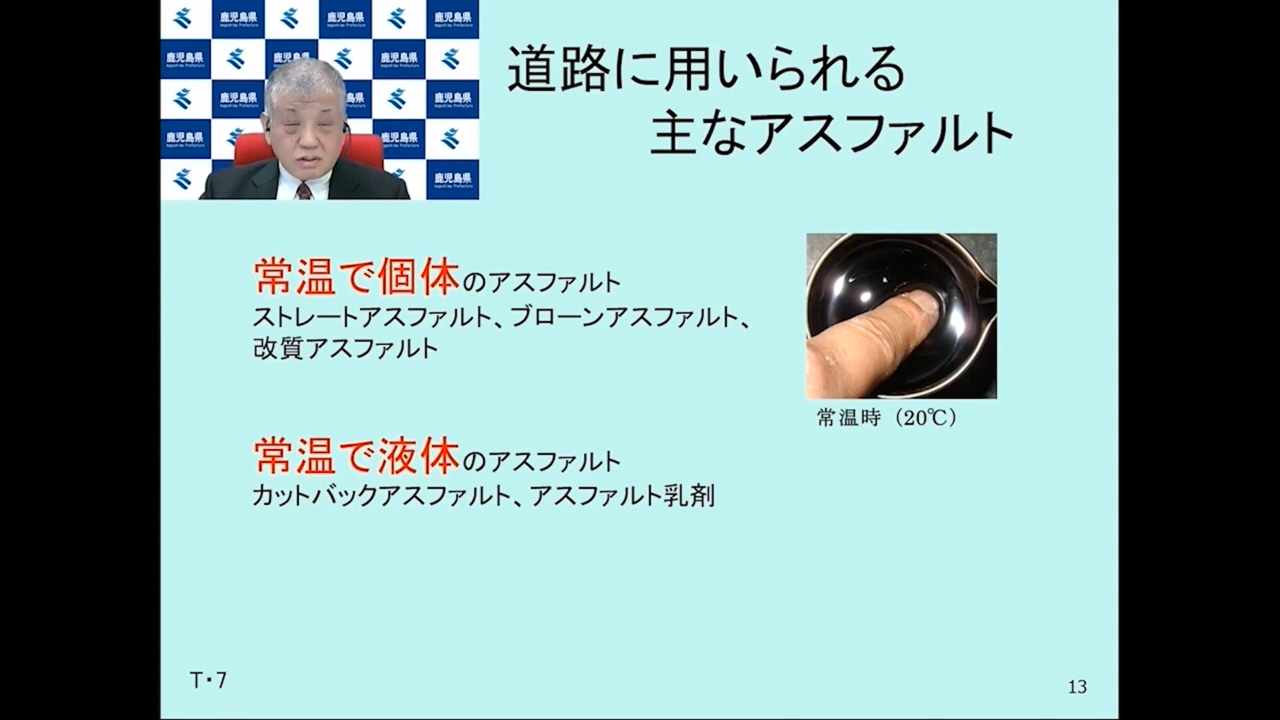 鹿児島県
Kagoshima Prefecture
道路に用いられる
主なアスファルト
常温で個体のアスファルト
ストレートアスファルト、ブローンアスファルト、
改質アスファルト
常温時（20℃）
常温で液体のアスファルト
カットバックアスファルト、アスファルト乳剤
T・7
13